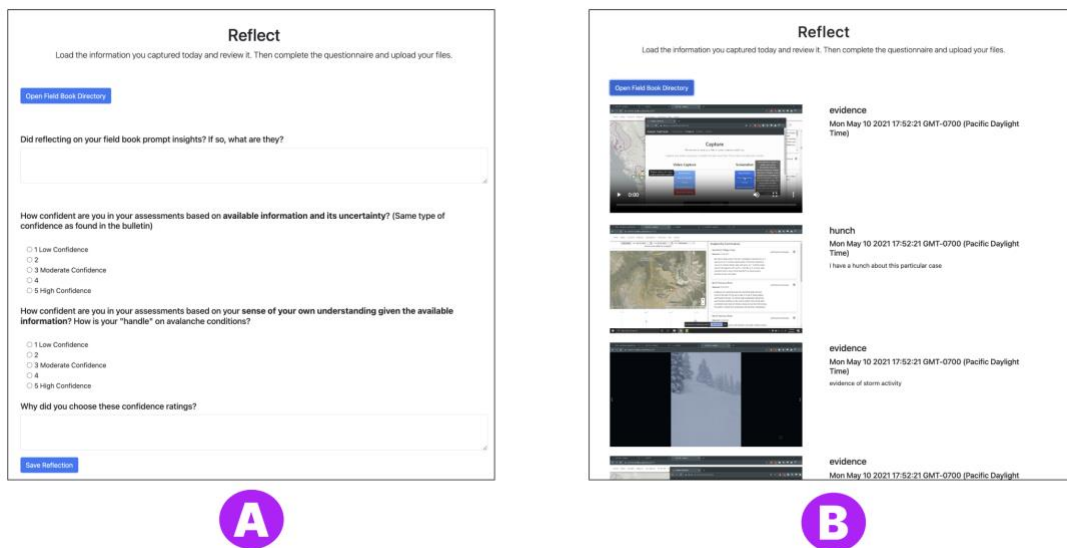 Reflect
Load the information you captured today and review it. Then complete the questionnaire and upload your files.
Open Field Book Directory
Did reflecting on your field book prompt insights? If so, what are they?
How confident are you in your assessments based on available information and its uncertainty? (Same type of
confidence as found in the bulletin)
1 Low Confidence
2
3 Moderate Confidence
4
5 High Confidence
How confident are you in your assessments based on your sense of your own understanding given the available
information? How is your "handle" on avalanche conditions?
1 Low Confidence
2
3 Moderate Confidence
4
5 High Confidence
Why did you choose these confidence ratings?
Save Reflection
A
Reflect
Load the information you captured today and review it. Then complete the questionnaire and upload your files.
Open Field Book Directory
Capture
0:00
evidence
Mon May 10 2021 17:52:21 GMT-0700 (Pacific Daylight
Time)
hunch
Mon May 10 2021 17:52:21 GMT-0700 (Pacific Daylight
Time)
i have a hunch about this particular case
evidence
Mon May 10 2021 17:52:21 GMT-0700 (Pacific Daylight
Time)
evidence of storm activity
evidence
Mon May 10 2021 17:52:21 GMT-0700 (Pacific Daylight
B